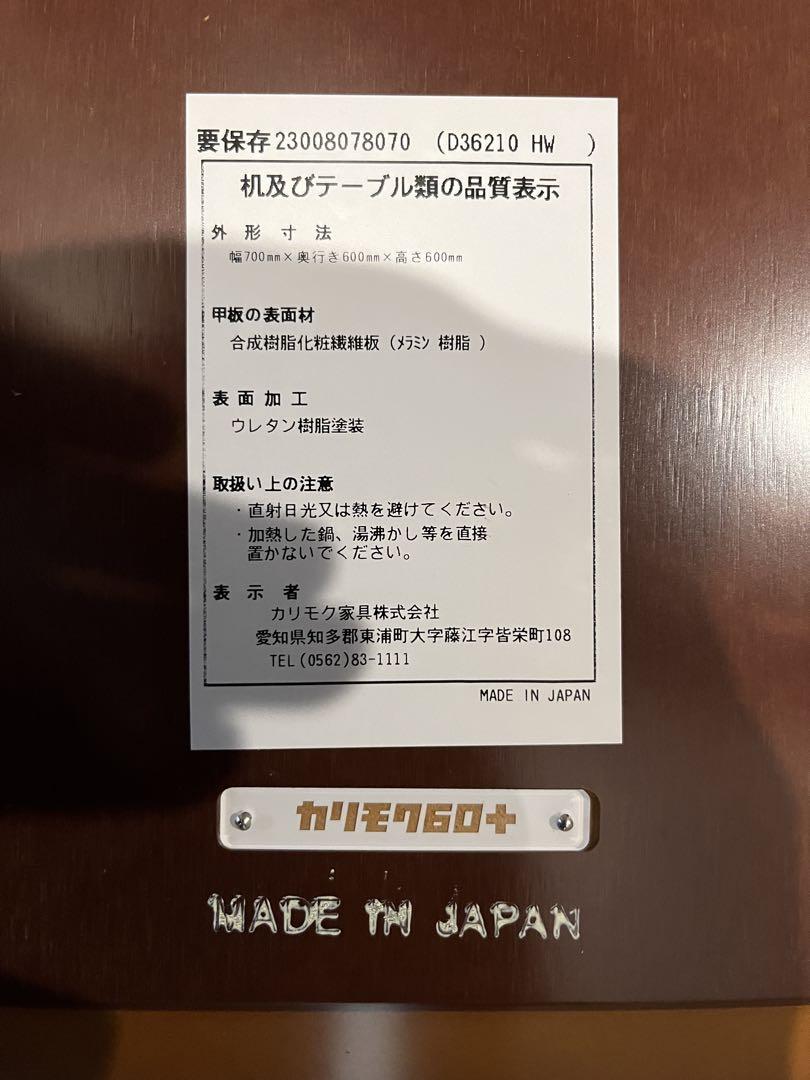 要保存23008078070 (D36210 HW )
机及びテーブル類の品質表示
外形寸法
幅700mm×奥行き600mm×高さ600mm
甲板の表面材
合成樹脂化粧繊維板(メラミン 樹脂 )
表面加工
ウレタン樹脂塗装
取扱い上の注意
・直射日光又は熱を避けてください。
・加熱した鍋、湯沸かし等を直接
置かないでください。
表示者
カリモク家具株式会社
愛知県知多郡東浦町大字藤江字皆栄町108
TEL(0562)83-1111
MADE IN JAPAN
カリモク60+
MADE IN JAPAN